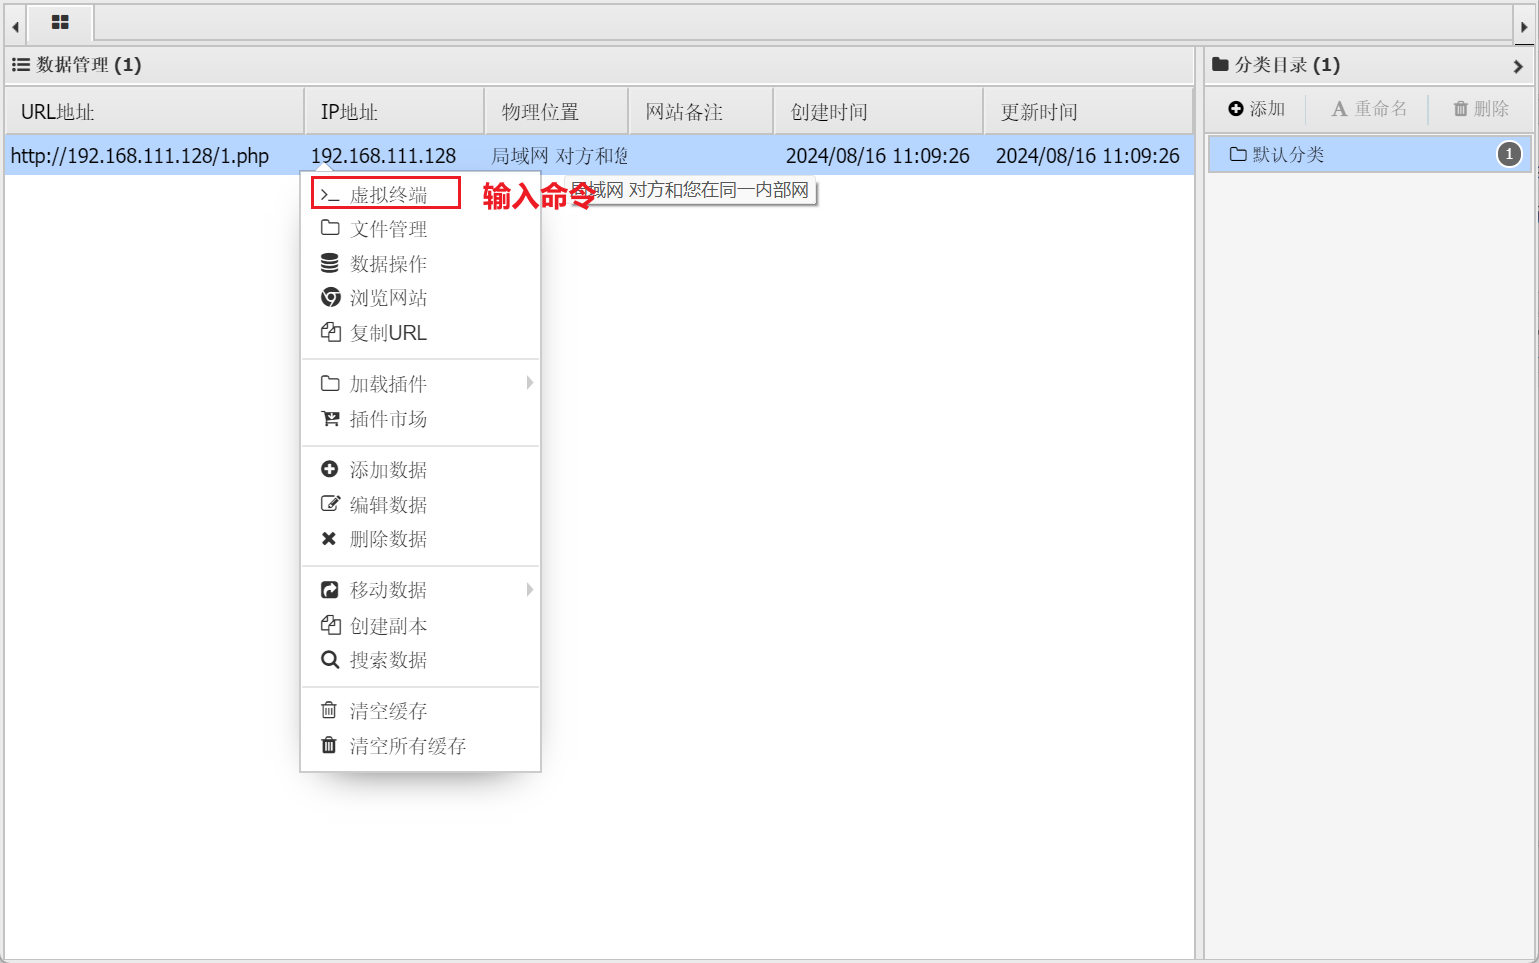 数据管理 (1)
分类目录 (1)
URL地址 IP地址 物理位置 网站备注 创建时间 更新时间
添加 重命名 删除
http://192.168.111.128/1.php 192.168.111.128 局域网 对方和您 2024/08/16 11:09:26 2024/08/16 11:09:26
默认分类 1
虚拟终端
输入命令
局域网 对方和您在同一内部网
文件管理
数据操作
浏览网站
复制URL
加载插件
插件市场
添加数据
编辑数据
删除数据
移动数据
创建副本
搜索数据
清空缓存
清空所有缓存